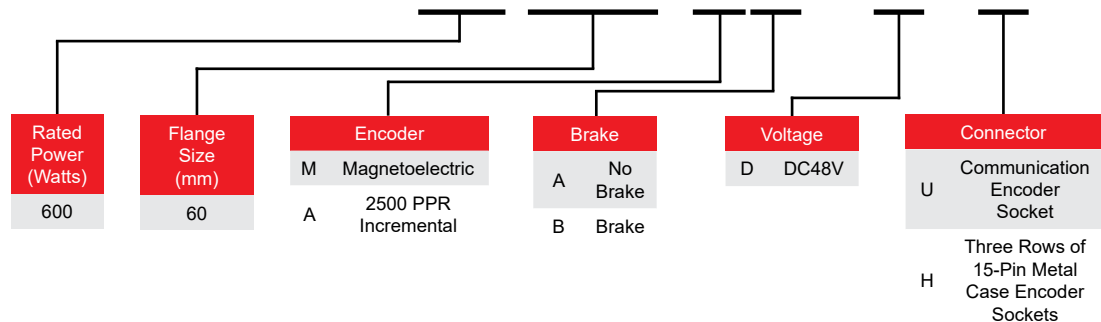 Rated
Power
(Watts)
600
Flange
Size
(mm)
60
Encoder
M Magnetoelectric
A 2500 PPR
Incremental
Brake
A No
Brake
B Brake
Voltage
D DC48V
Connector
U Communication
Encoder
Socket
H Three Rows of
15-Pin Metal
Case Encoder
Sockets